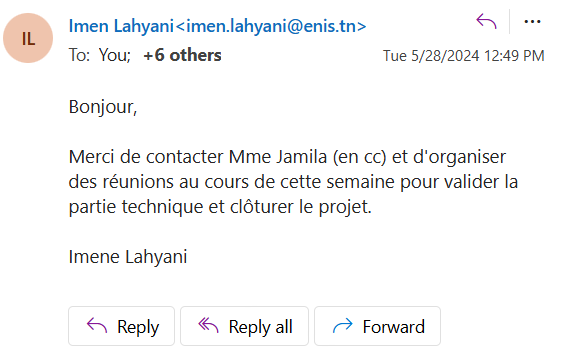 IL
Imen Lahyani<imen.lahyani@enis.tn>
To: You; +6 others
Tue 5/28/2024 12:49 PM
Bonjour,
Merci de contacter Mme Jamila (en cc) et d'organiser
des réunions au cours de cette semaine pour valider la
partie technique et clôturer le projet.
Imene Lahyani
Reply
Reply all
Forward